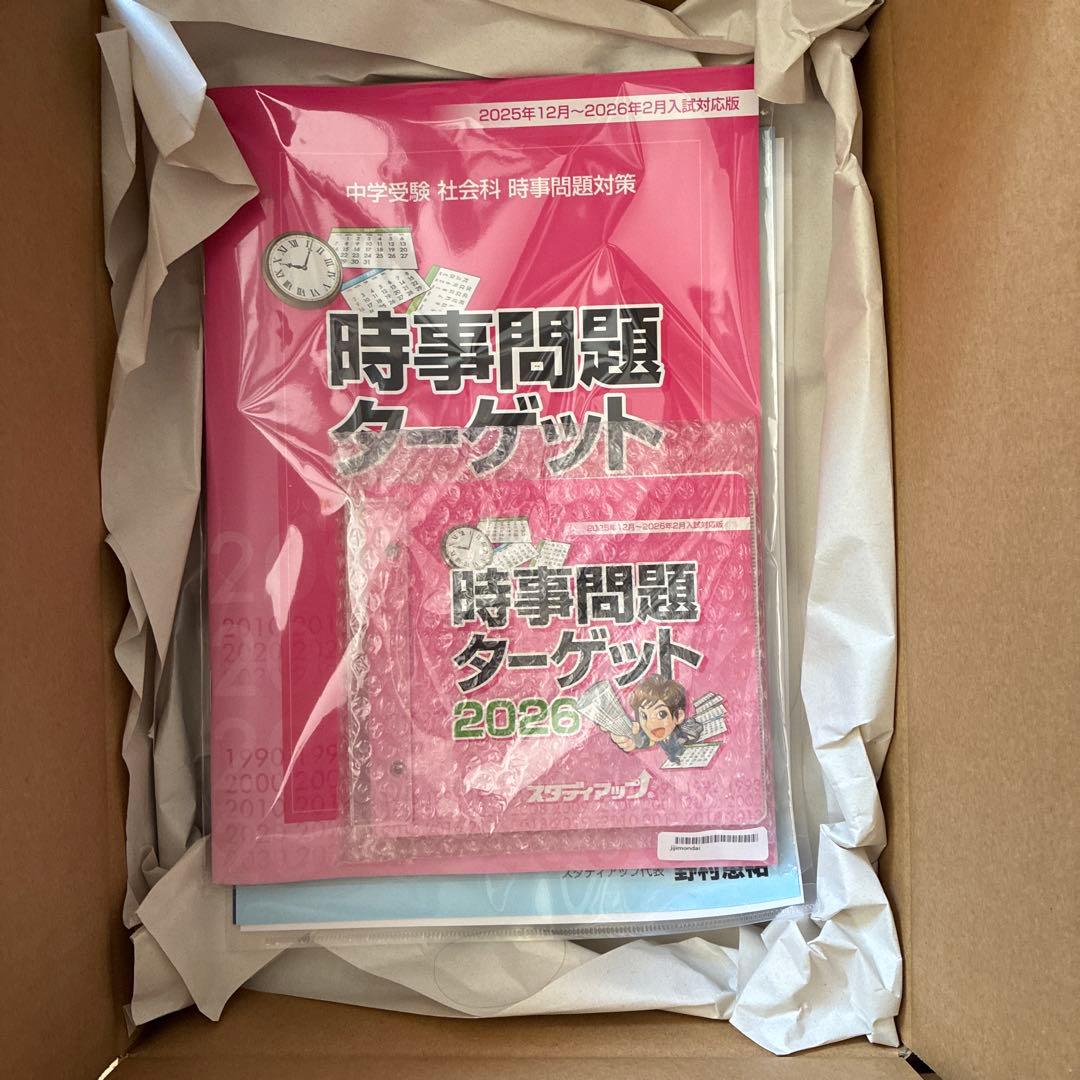 2025年12月～2026年2月入試対応版
中学受験 社会科 時事問題対策
時事問題
ターゲット
2025年12月～2026年2月入試対応版
時事問題
ターゲット
2026
スタディアップ
jijimondai
スタディアップ代表 野村恵祐